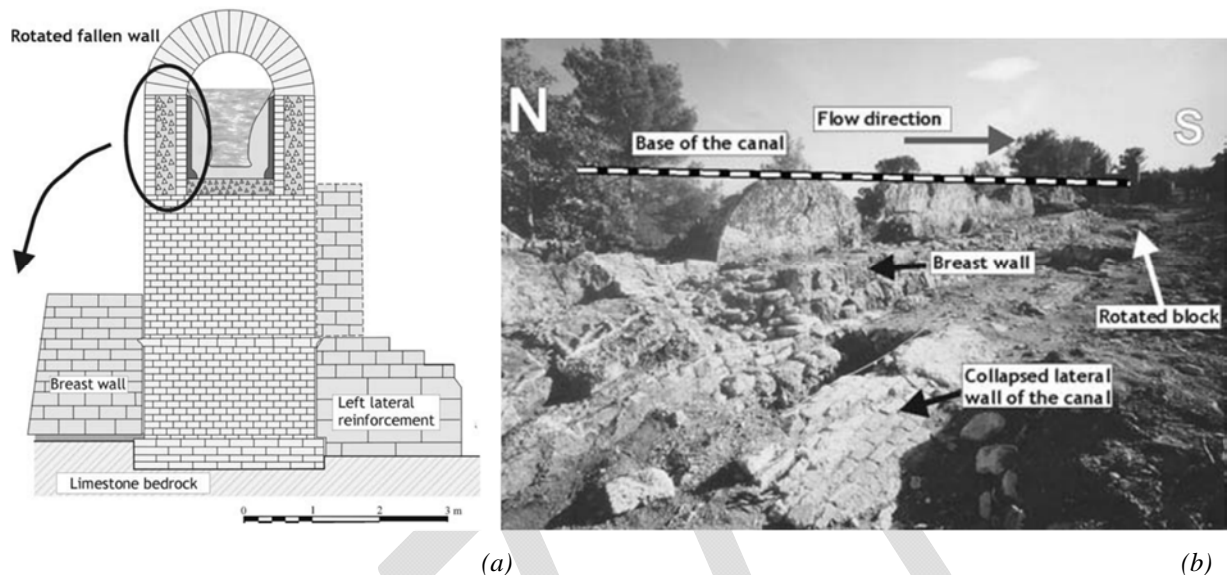 Rotated fallen wall
Breast wall
Left lateral
reinforcement
Limestone bedrock
0 1 2 3 m
(a)
N
S
Flow direction
Base of the canal
Breast wall
Rotated block
Collapsed lateral
wall of the canal
(b)